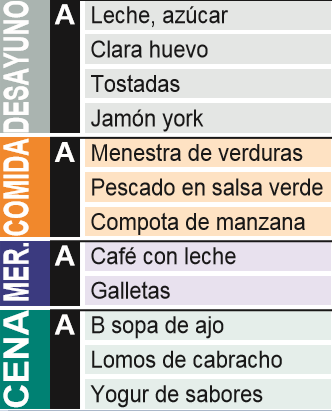 DESAYUNO
A
Leche, azúcar
Clara huevo
Tostadas
Jamón york
COMIDA
A
Menestra de verduras
Pescado en salsa verde
Compota de manzana
MER.
A
Café con leche
Galletas
CENA
A
B sopa de ajo
Lomos de cabracho
Yogur de sabores